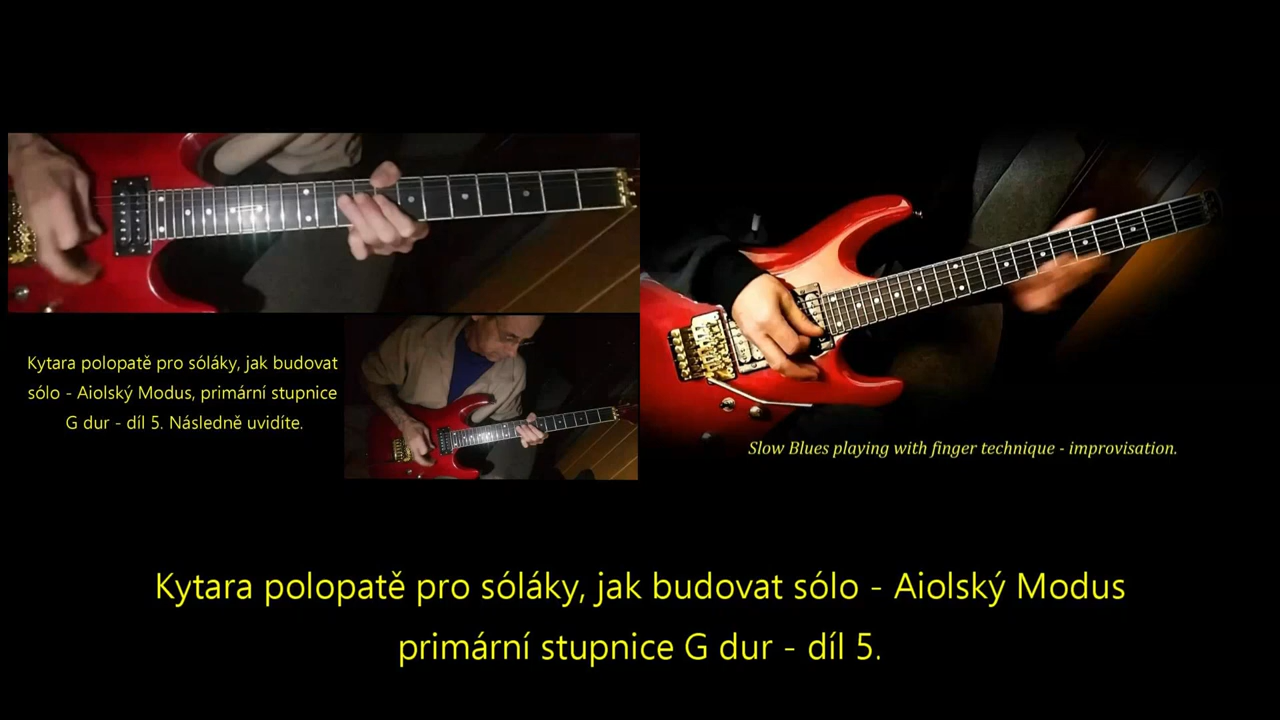 Kytara polopatě pro sóláky, jak budovat
sólo - Aiolský Modus, primární stupnice
G dur - díl 5. Následně uvidíte.
Slow Blues playing with finger technique - improvisation.
Kytara polopatě pro sóláky, jak budovat sólo - Aiolský Modus
primární stupnice G dur - díl 5.